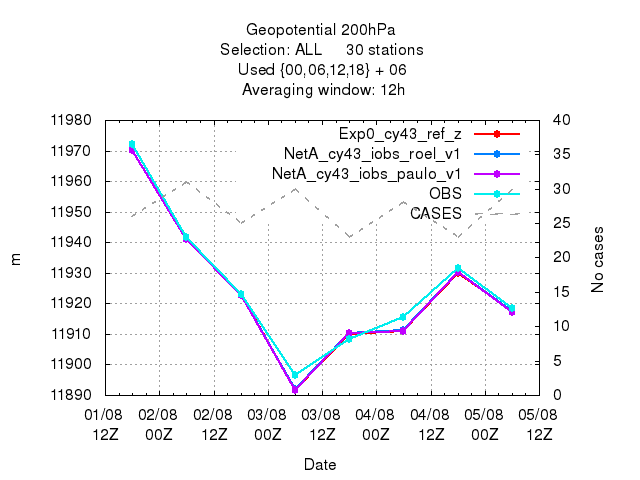 Geopotential 200hPa
Selection: ALL 30 stations
Used {00,06,12,18} + 06
Averaging window: 12h
11980
11970
11960
11950
11940
11930
11920
11910
11900
11890
m
40
35
30
25
20
15
10
5
0
No cases
Exp0_cy43_ref_z
NetA_cy43_iobs_roel_v1
NetA_cy43_iobs_paulo_v1
OBS
CASES
01/08 02/08 02/08 03/08 03/08 04/08 04/08 05/08 05/08
12Z 00Z 12Z 00Z 12Z 00Z 12Z 00Z 12Z
Date